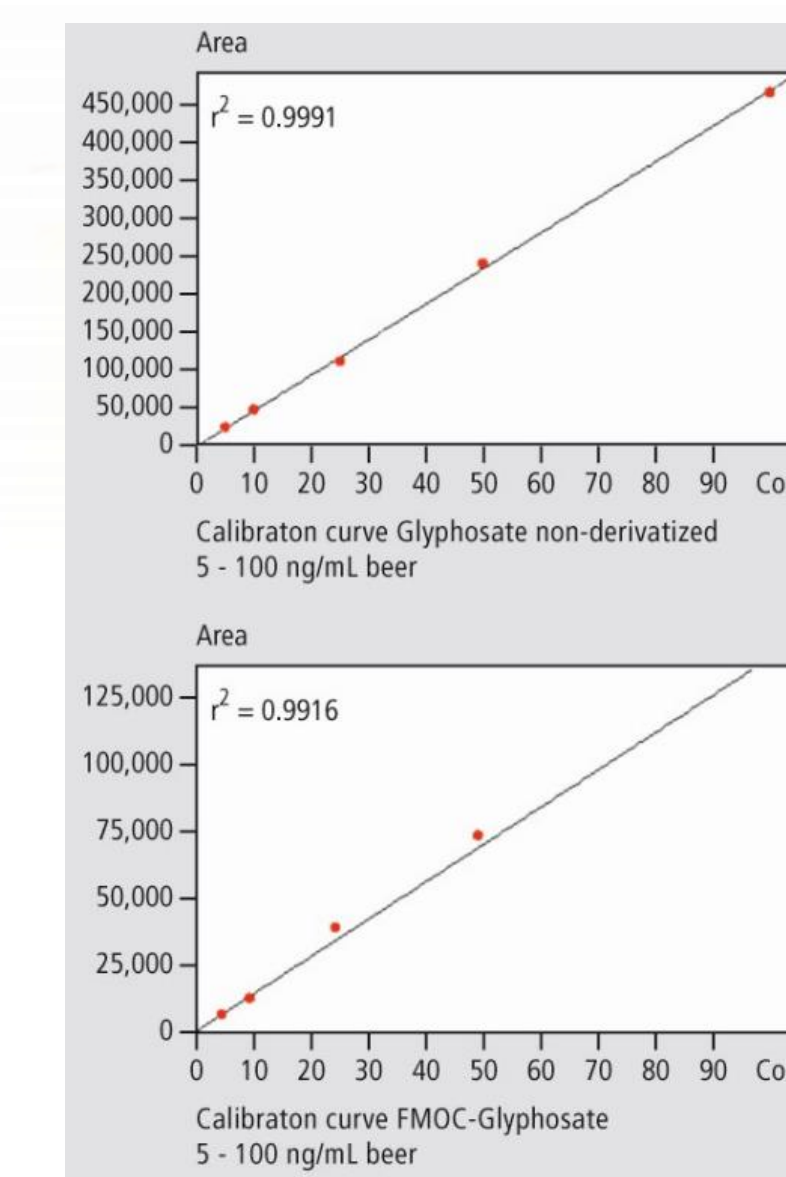 Area
450,000
400,000
350,000
300,000
250,000
200,000
150,000
100,000
50,000
0
r² = 0.9991
0 10 20 30 40 50 60 70 80 90 Co
Calibraton curve Glyphosate non-derivatized
5 - 100 ng/mL beer
Area
125,000
100,000
75,000
50,000
25,000
0
r² = 0.9916
0 10 20 30 40 50 60 70 80 90 Co
Calibraton curve FMOC-Glyphosate
5 - 100 ng/mL beer